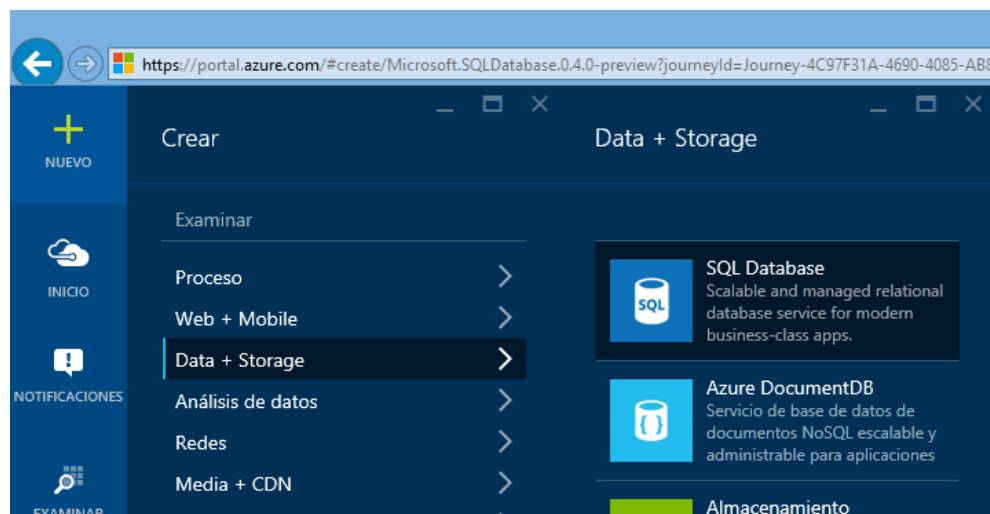 https://portal.azure.com/#create/Microsoft.SQLDatabase.0.4.0-preview?journeyId=Journey-4C97F31A-4690-4085-AB8
NUEVO
INICIO
NOTIFICACIONES
EXAMINAR
Crear
Examinar
Proceso
Web + Mobile
Data + Storage
Análisis de datos
Redes
Media + CDN
Data + Storage
SQL
SQL Database
Scalable and managed relational
database service for modern
business-class apps.
Azure DocumentDB
Servicio de base de datos de
documentos NoSQL escalable y
administrable para aplicaciones
Almacenamiento